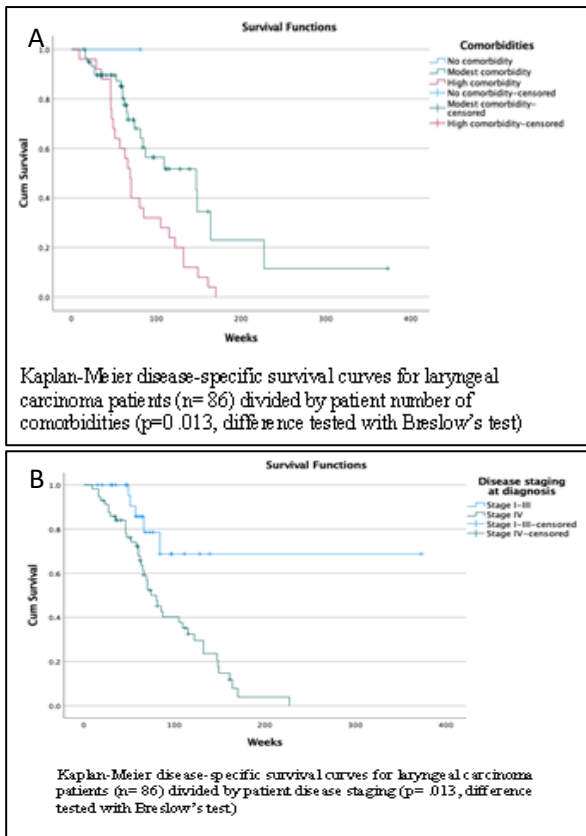 A
Survival Functions
Comorbidities
No comorbidity
Modest comorbidity
High comorbidity
No comorbidity-censored
Modest comorbidity-
censored
High comorbidity-censored
Cum Survival
1.0
0.8
0.6
0.4
0.2
0.0
0
100
200
300
400
Weeks
Kaplan-Meier disease-specific survival curves for laryngeal
carcinoma patients (n= 86) divided by patient number of
comorbidities (p=0 .013, difference tested with Breslow's test)
B
Survival Functions
Disease staging
at diagnosis
Stage I-III
Stage IV
Stage I-III-censored
Stage IV-censored
Cum Survival
1.0
0.8
0.6
0.4
0.2
0.0
0
100
200
300
400
Weeks
Kaplan-Meier disease-specific survival curves for laryngeal carcinoma
patients (n= 86) divided by patient disease staging (p= .013, difference
tested with Breslow's test)